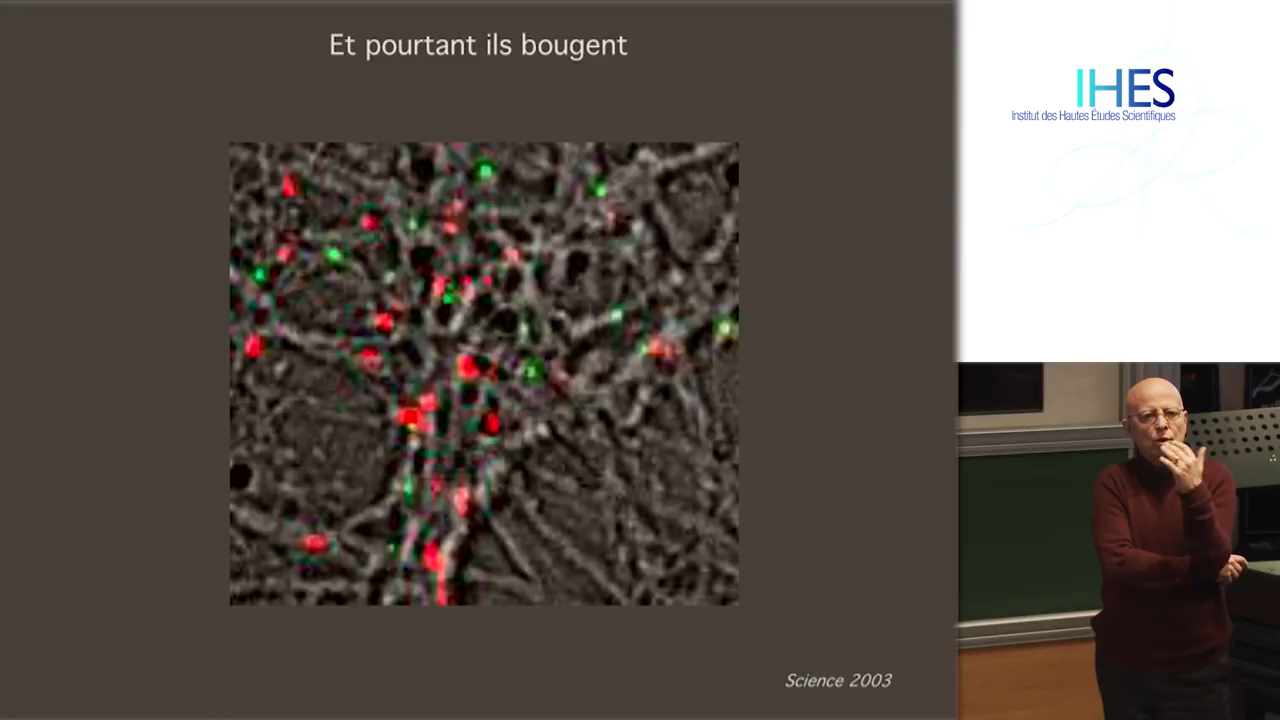 Et pourtant ils bougent
IHES
Institut des Hautes Études Scientifiques
Science 2003